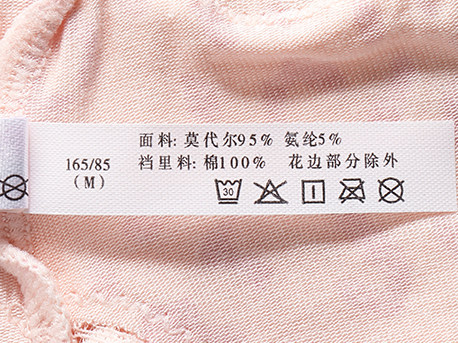 165/85
(M)
面料: 莫代尔95% 氨纶5%
裆里料: 棉100% 花边部分除外
30